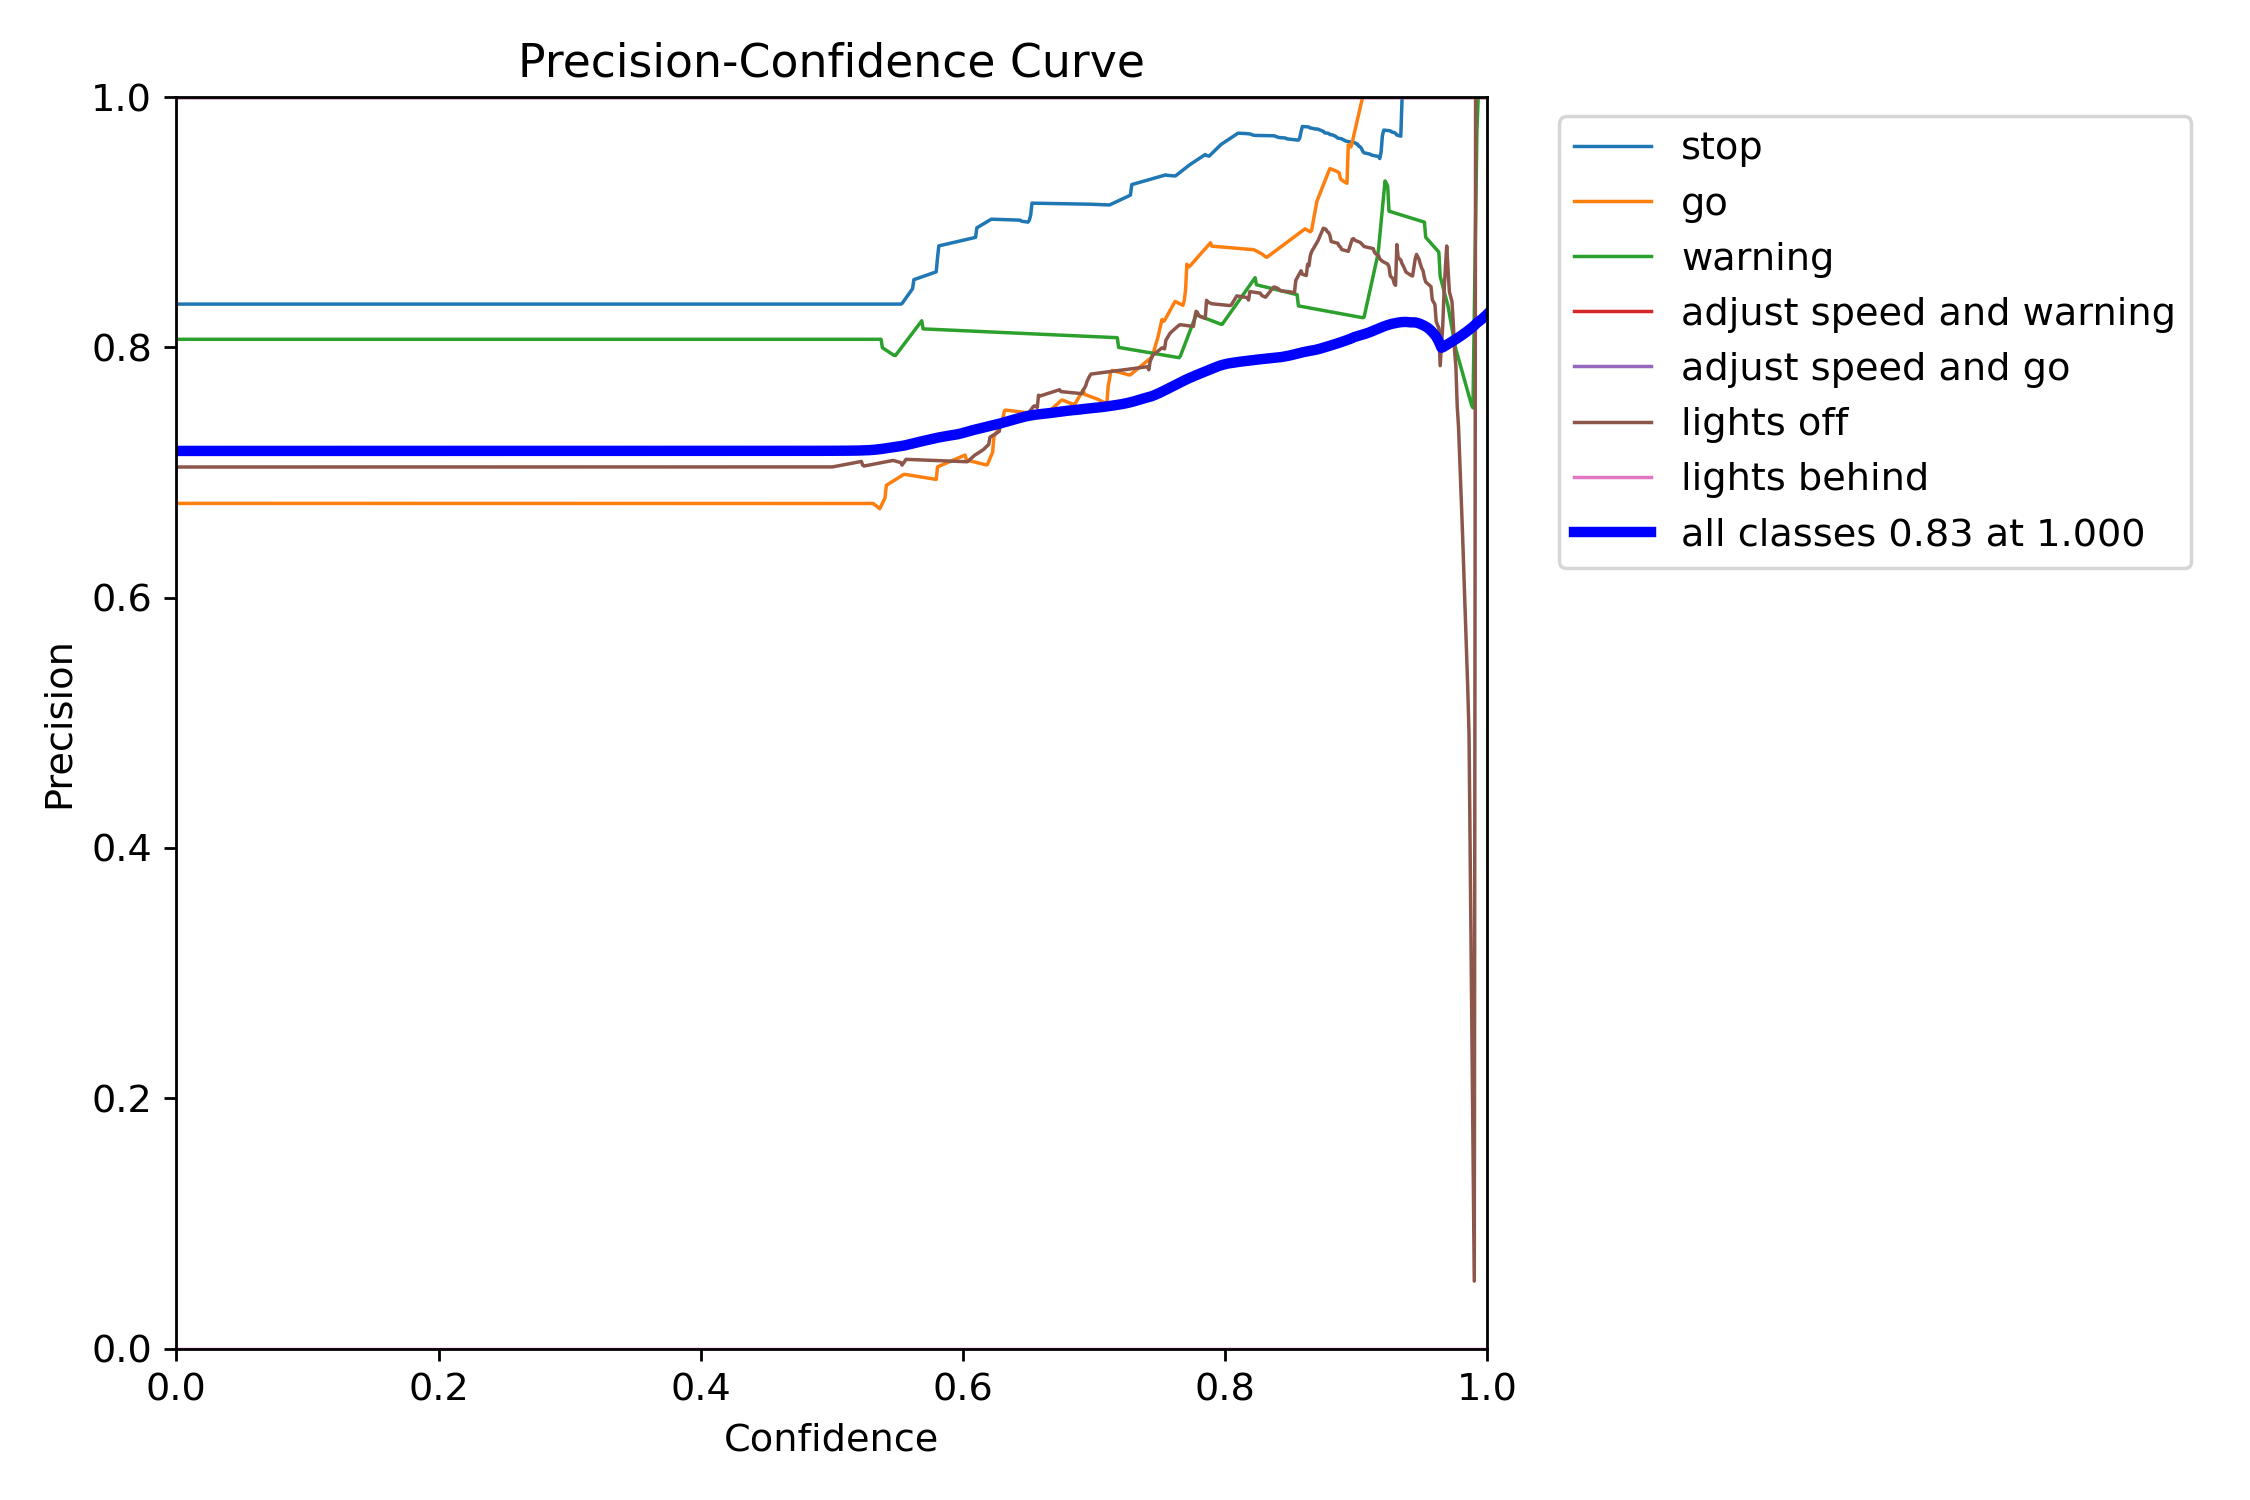 Precision-Confidence Curve
1.0
0.8
0.6
0.4
0.2
0.0
Precision
0.0 0.2 0.4 0.6 0.8 1.0
Confidence
stop
go
warning
adjust speed and warning
adjust speed and go
lights off
lights behind
all classes 0.83 at 1.000